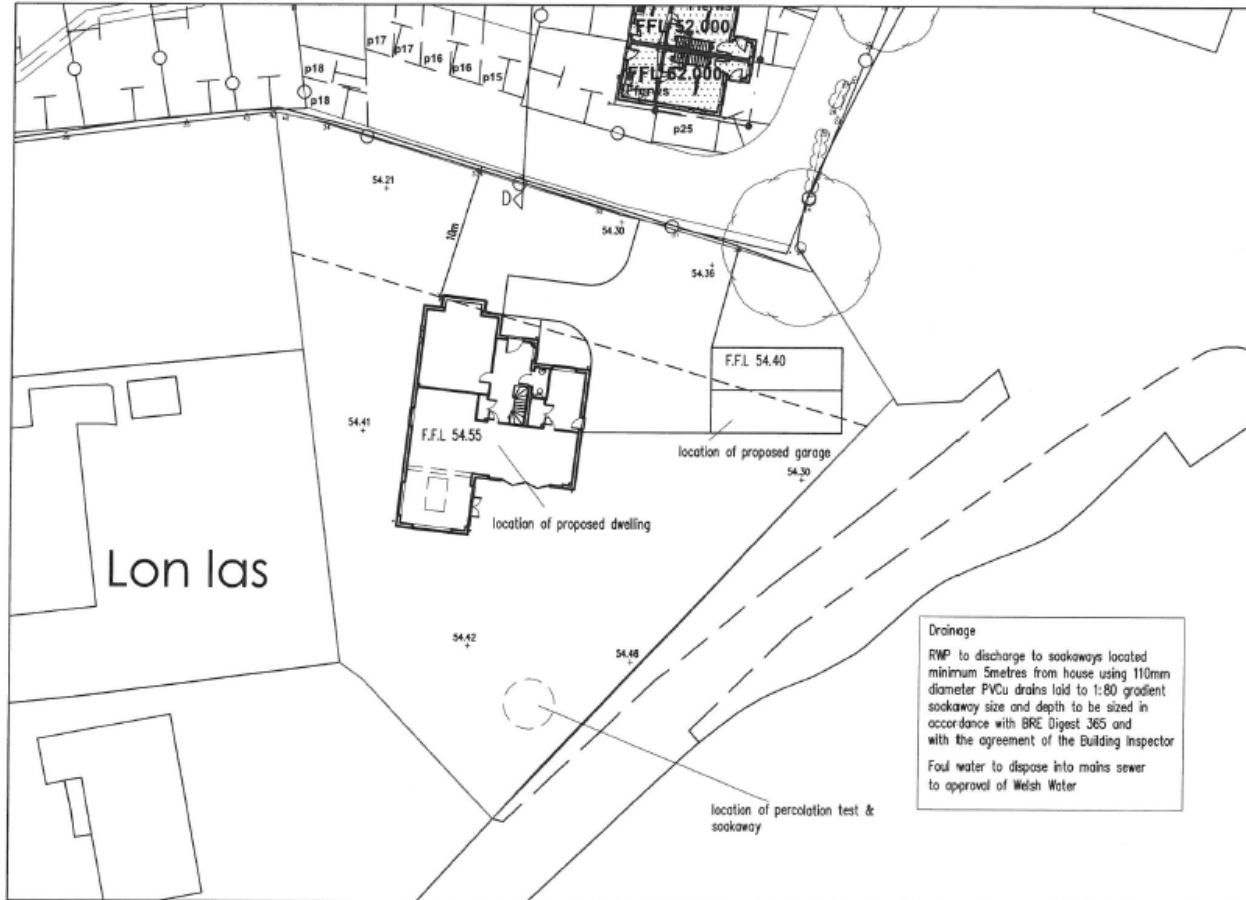 FFL 52.000
FFL 52.000
p17
p17
p16
p16
p15
p18
p18
p25
54.21
D
10m
54.30
54.36
F.F.L 54.40
54.41
F.F.L 54.55
location of proposed garage
54.30
location of proposed dwelling
Lon las
54.42
54.46
location of percolation test &
soakaway
Drainage
RWP to discharge to soakaways located
minimum 5metres from house using 110mm
diameter PVCu drains laid to 1:80 gradient
soakaway size and depth to be sized in
accordance with BRE Digest 365 and
with the agreement of the Building Inspector
Foul water to dispose into mains sewer
to approval of Welsh Water